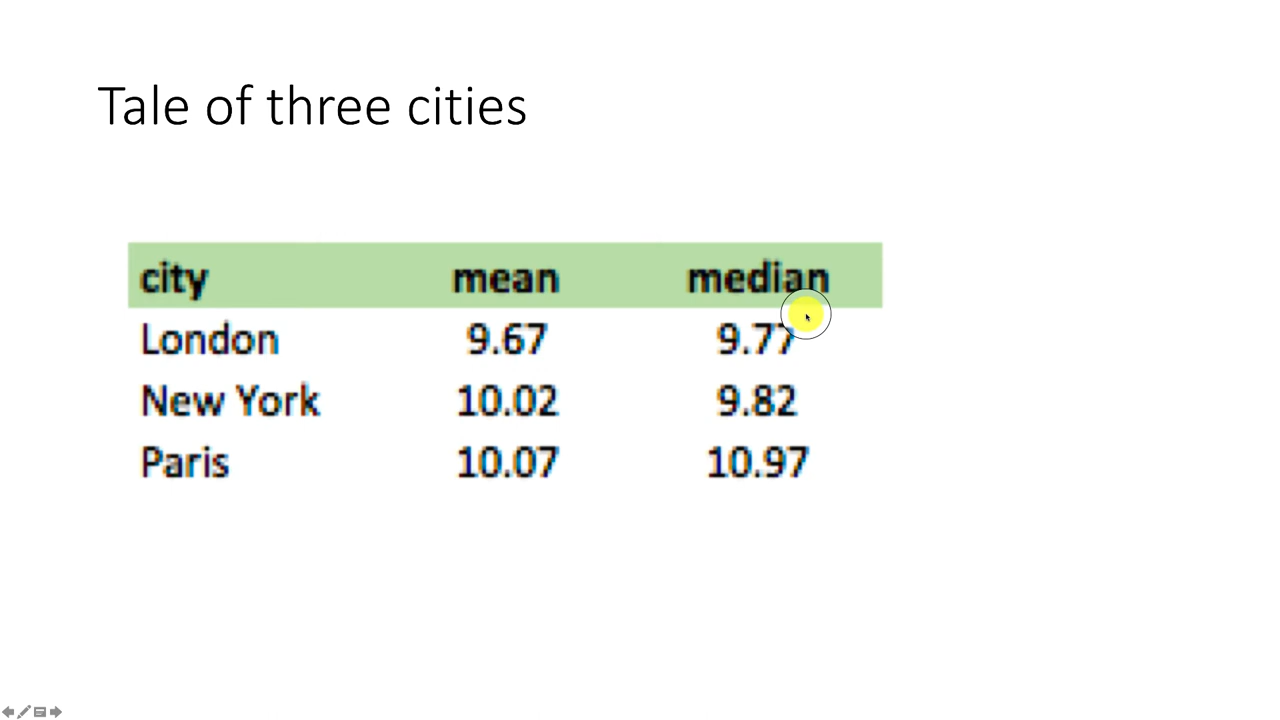 Tale of three cities
city mean median
London 9.67 9.77
New York 10.02 9.82
Paris 10.07 10.97